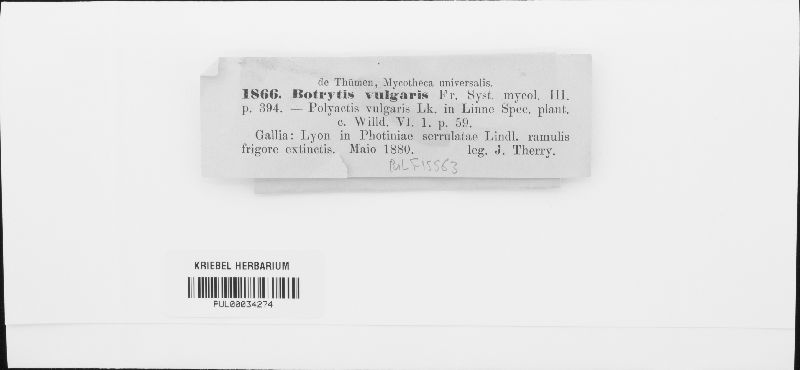 de Thümen, Mycotheca universalis.
1866. Botrytis vulgaris Fr. Syst. mycol. III.
p. 394. — Polyactis vulgaris Lk. in Linne Spec. plant.
c. Willd. VI. 1. p. 59.
Gallia: Lyon in Photiniae serrulatae Lindl. ramulis
frigore extinctis. Maio 1880. leg. J. Therry.
PUL F15563
KRIEBEL HERBARIUM
PUL00034274